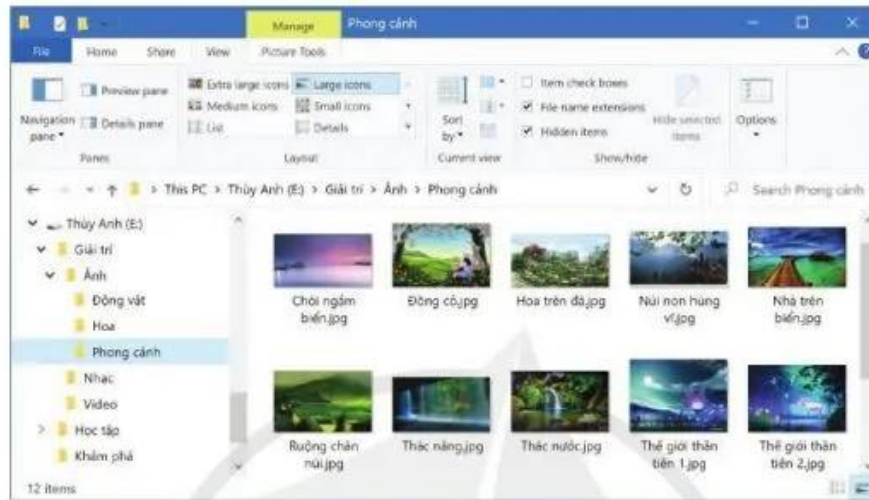 Manage Phong cảnh
File Home Share View Picture Tools
Navigation pane
Preview pane
Details pane
Panes
Extra large icons Large icons
Medium icons Small icons
List Details
Layout
Sort by
Current view
Item check boxes
File name extensions
Hidden items
Hide selected items
Show/hide
Options
> This PC > Thùy Anh (E:) > Giải trí > Ảnh > Phong cảnh
Search Phong cảnh
Thùy Anh (E:)
Giải trí
Ảnh
Động vật
Hoa
Phong cảnh
Nhạc
Video
Học tập
Khám phá
Chòi ngắm biển.jpg
Đồng cỏ.jpg
Hoa trên đá.jpg
Núi non hùng vĩ.jpg
Nhà trên biển.jpg
Ruộng chân núi.jpg
Thác nắng.jpg
Thác nước.jpg
Thế giới thần tiên 1.jpg
Thế giới thần tiên 2.jpg
12 items